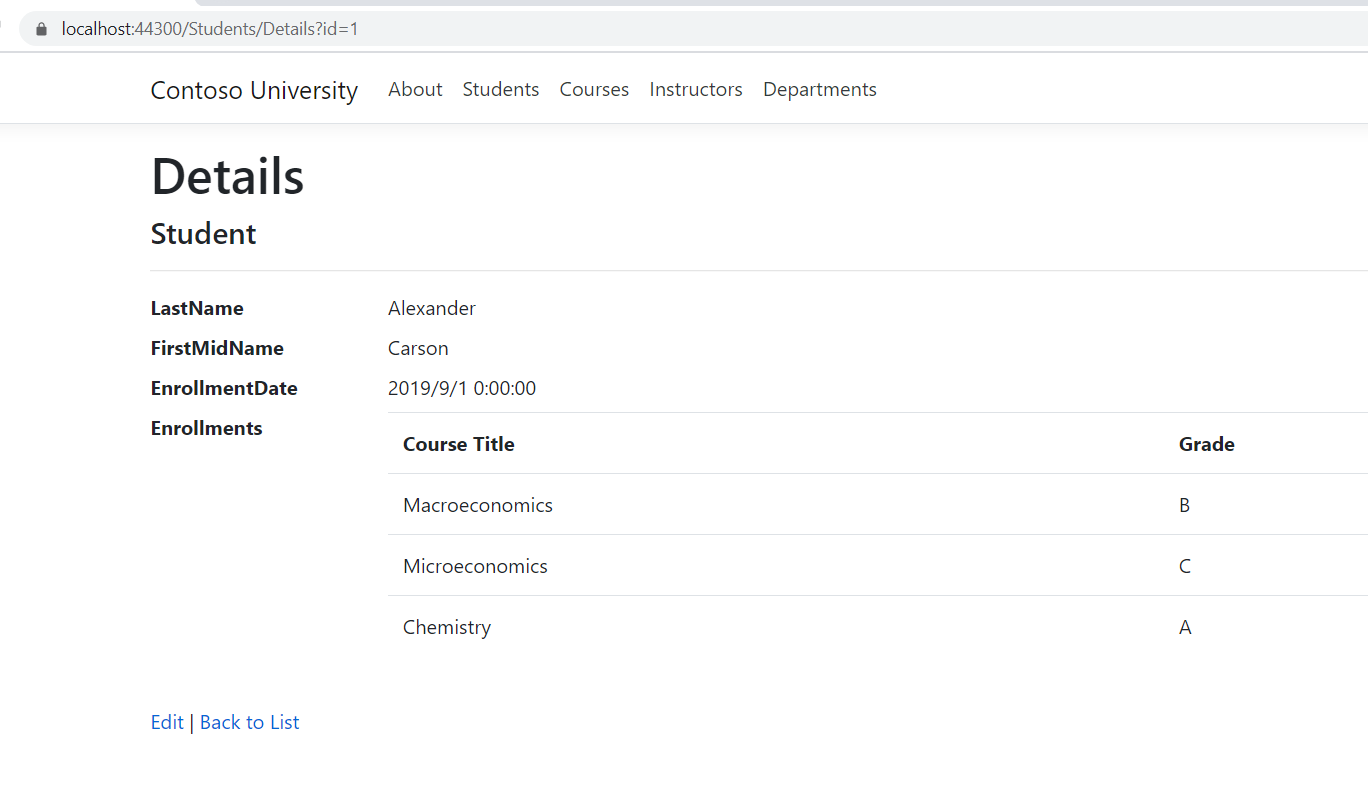 localhost:44300/Students/Details?id=1
Contoso University About Students Courses Instructors Departments
Details
Student
LastName Alexander
FirstMidName Carson
EnrollmentDate 2019/9/1 0:00:00
Enrollments
Course Title Grade
Macroeconomics B
Microeconomics C
Chemistry A
Edit | Back to List